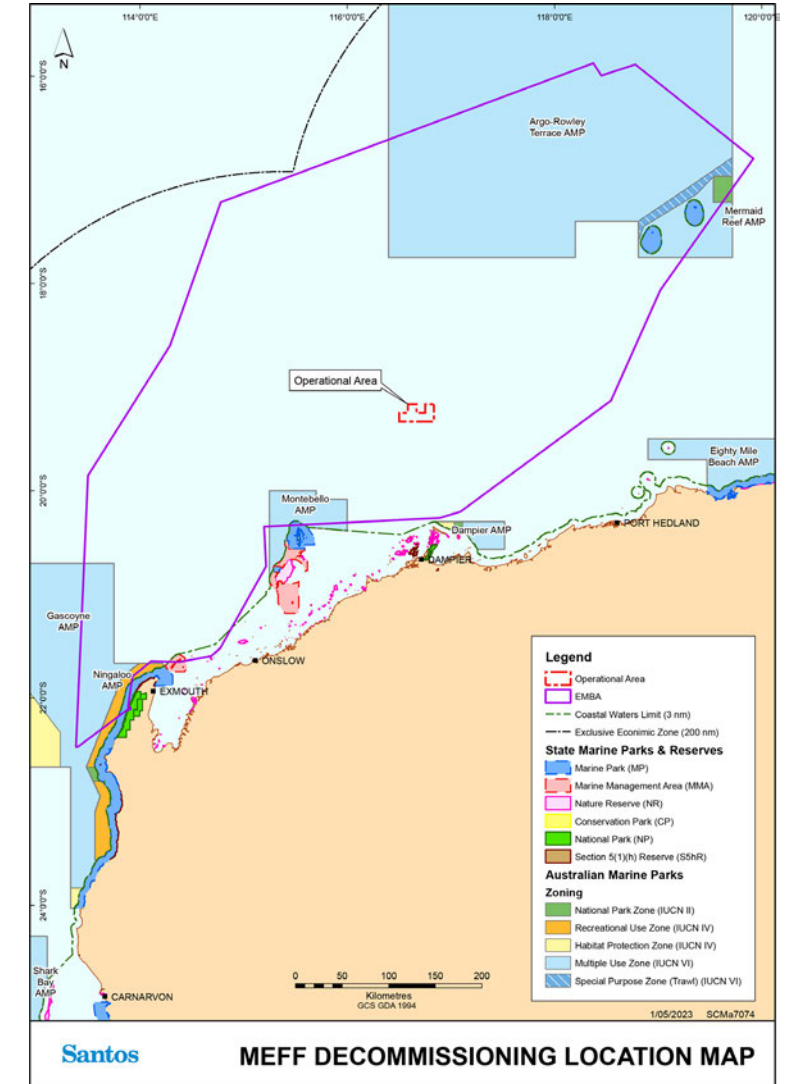 114°0'0"E
116°0'0"E
118°0'0"E
120°0'0"E
N
16°0'0"S
18°0'0"S
20°0'0"S
22°0'0"S
24°0'0"S
Argo-Rowley
Terrace AMP
Mermaid
Reef AMP
Operational Area
Eighty Mile
Beach AMP
Montebello
AMP
Dampier AMP
PORT HEDLAND
DAMPIER
Gascoyne
AMP
Ningaloo
AMP
ONSLOW
EXMOUTH
Shark
Bay
AMP
CARNARVON
Legend
Operational Area
EMBA
Coastal Waters Limit (3 nm)
Exclusive Econimic Zone (200 nm)
State Marine Parks & Reserves
Marine Park (MP)
Marine Management Area (MMA)
Nature Reserve (NR)
Conservation Park (CP)
National Park (NP)
Section 5(1)(h) Reserve (S5hR)
Australian Marine Parks
Zoning
National Park Zone (IUCN II)
Recreational Use Zone (IUCN IV)
Habitat Protection Zone (IUCN IV)
Multiple Use Zone (IUCN VI)
Special Purpose Zone (Trawl) (IUCN VI)
0 50 100 150 200
Kilometres
GCS GDA 1994
1/05/2023 SCMa7074
Santos
MEFF DECOMMISSIONING LOCATION MAP